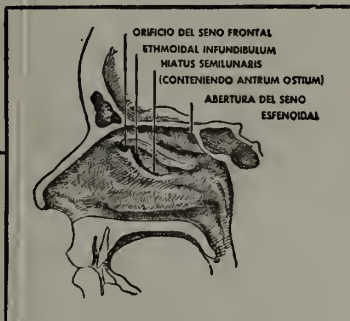 ORIFICIO DEL SENO FRONTAL
ETHMOIDAL INFUNDIBULUM
HIATUS SEMILUNARIS
(CONTENIENDO ANTRUM OSTIUM)
ABERTURA DEL SENO
ESFENOIDAL